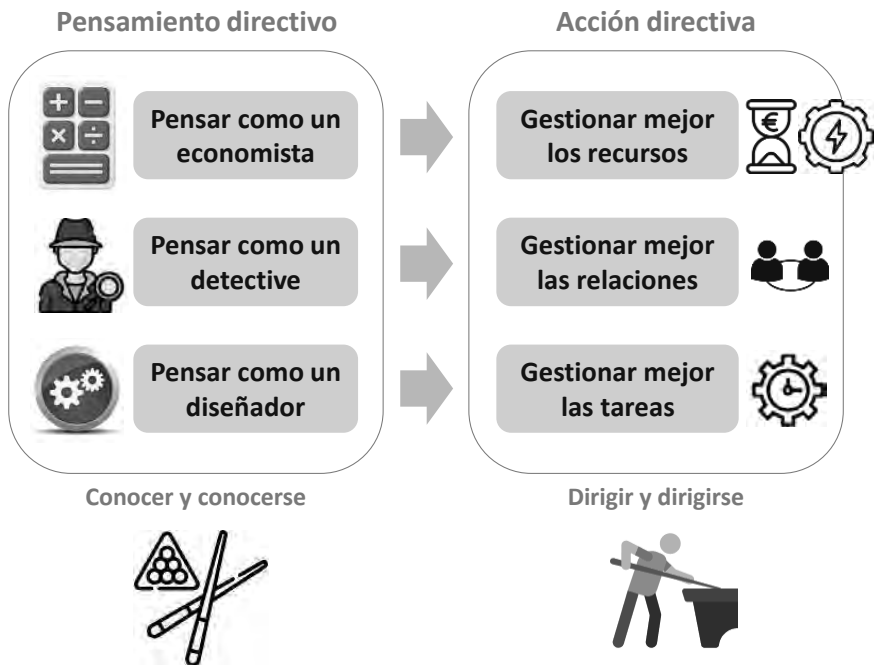 Pensamiento directivo
Acción directiva
Pensar como un
economista
Gestionar mejor
los recursos
€
Pensar como un
detective
Gestionar mejor
las relaciones
Pensar como un
diseñador
Gestionar mejor
las tareas
Conocer y conocerse
Dirigir y dirigirse